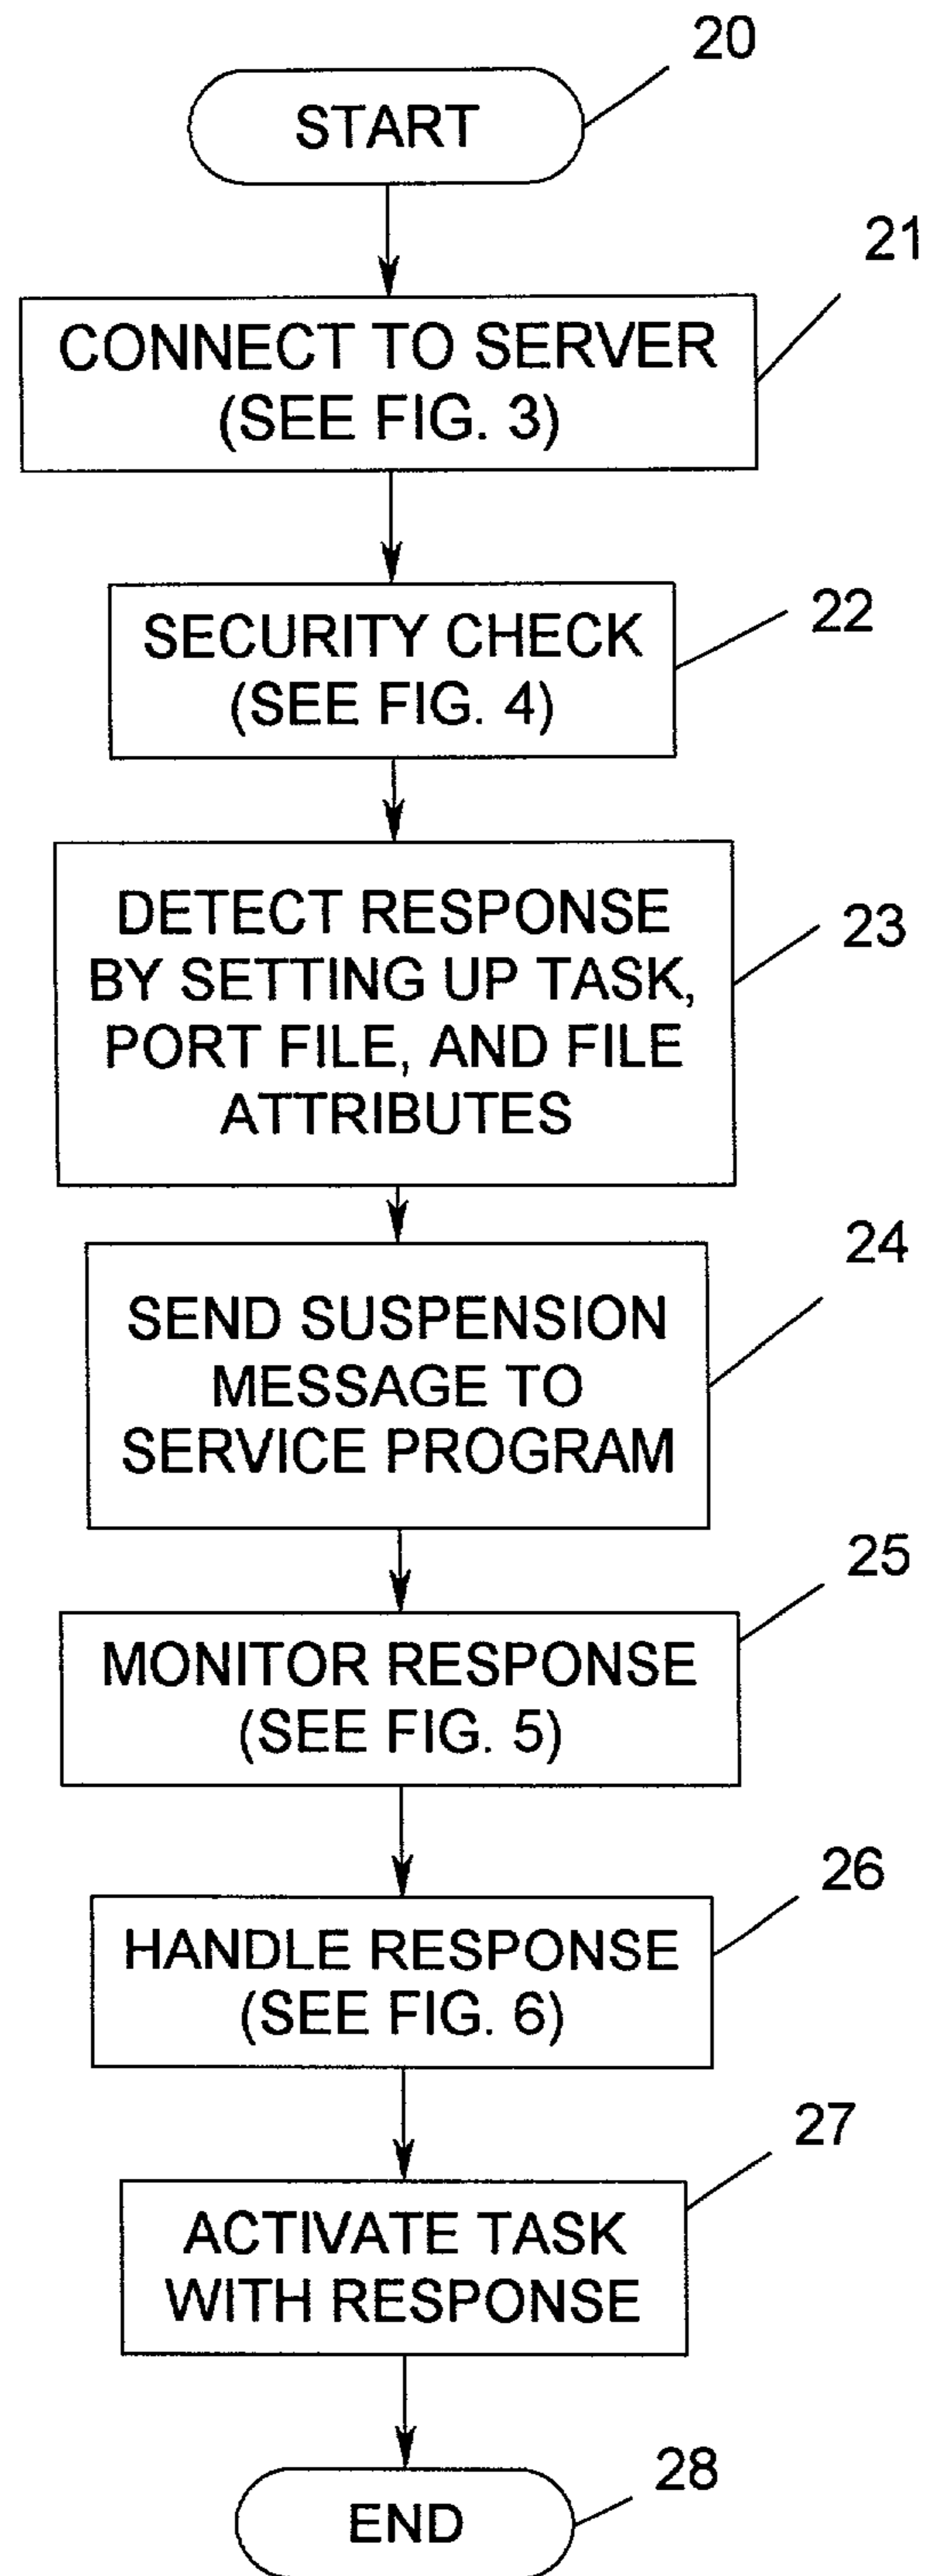 20
START
21
CONNECT TO SERVER
(SEE FIG. 3)
22
SECURITY CHECK
(SEE FIG. 4)
23
DETECT RESPONSE
BY SETTING UP TASK,
PORT FILE, AND FILE
ATTRIBUTES
24
SEND SUSPENSION
MESSAGE TO
SERVICE PROGRAM
25
MONITOR RESPONSE
(SEE FIG. 5)
26
HANDLE RESPONSE
(SEE FIG. 6)
27
ACTIVATE TASK
WITH RESPONSE
28
END